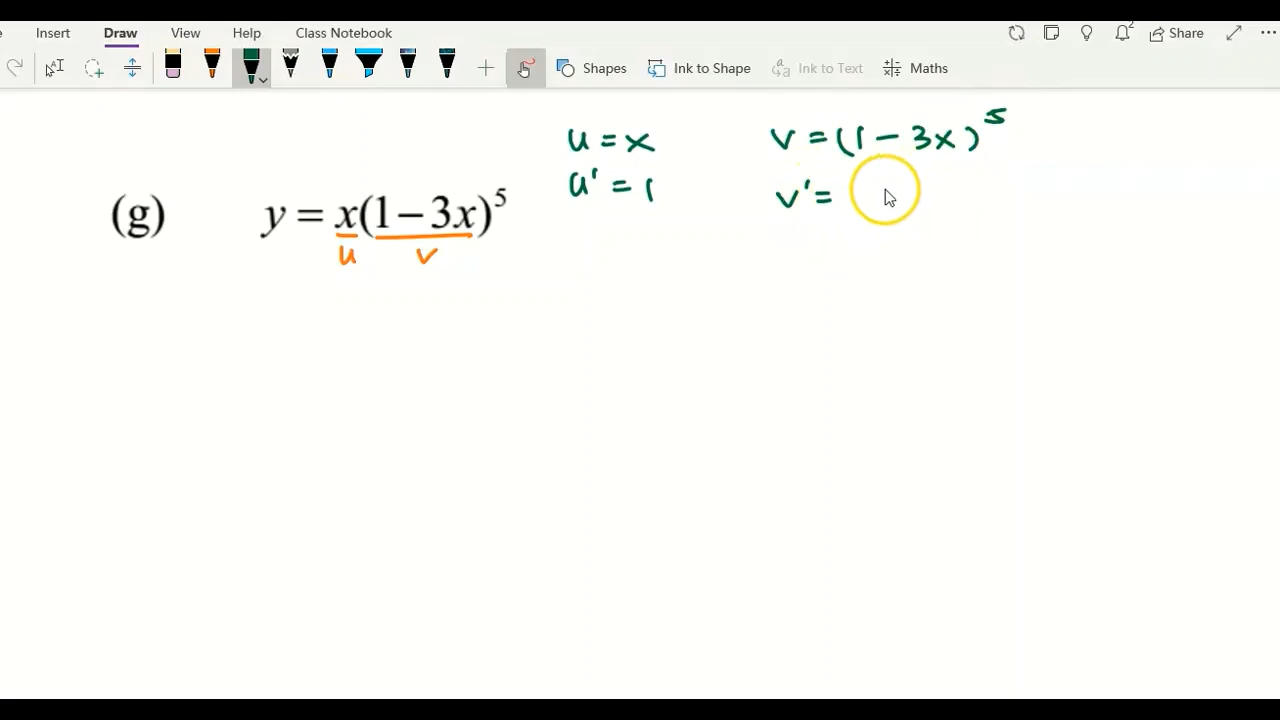 Insert Draw View Help Class Notebook 2 Share
Shapes Ink to Shape Ink to Text Maths
u = x v = (1 - 3x)⁵
u' = 1 v' =
(g) y = x(1 − 3x)⁵
u v